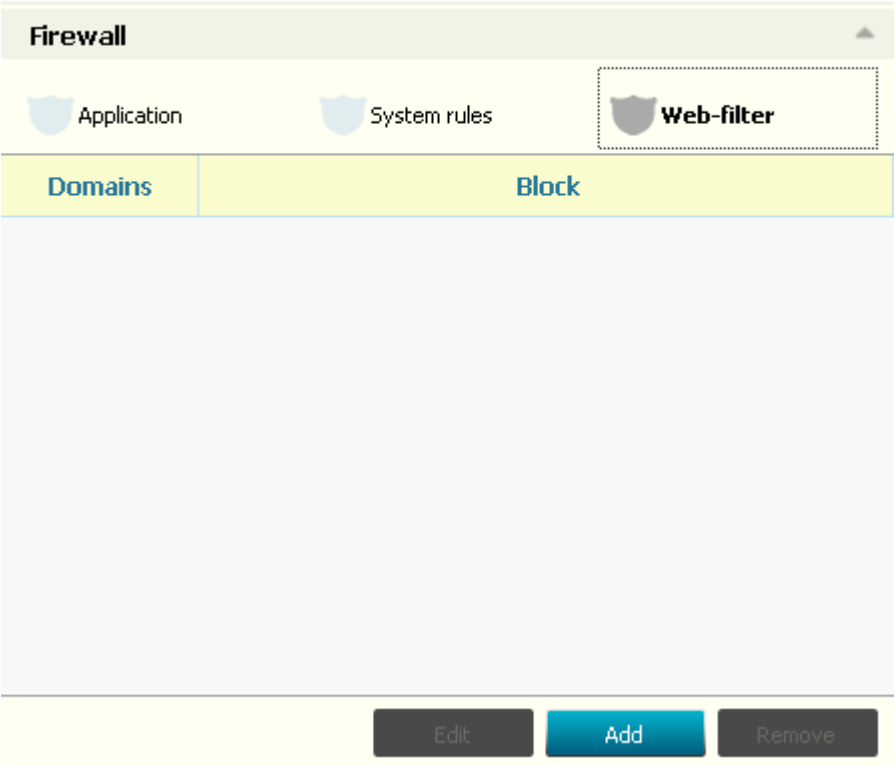 Firewall
Application System rules Web-filter
Domains Block
Edit Add Remove